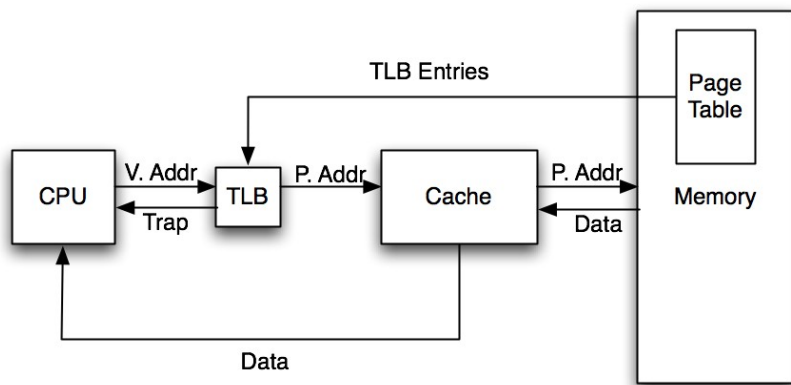 TLB Entries
Page
Table
V. Addr
P. Addr
P. Addr
CPU
TLB
Cache
Memory
Trap
Data
Data